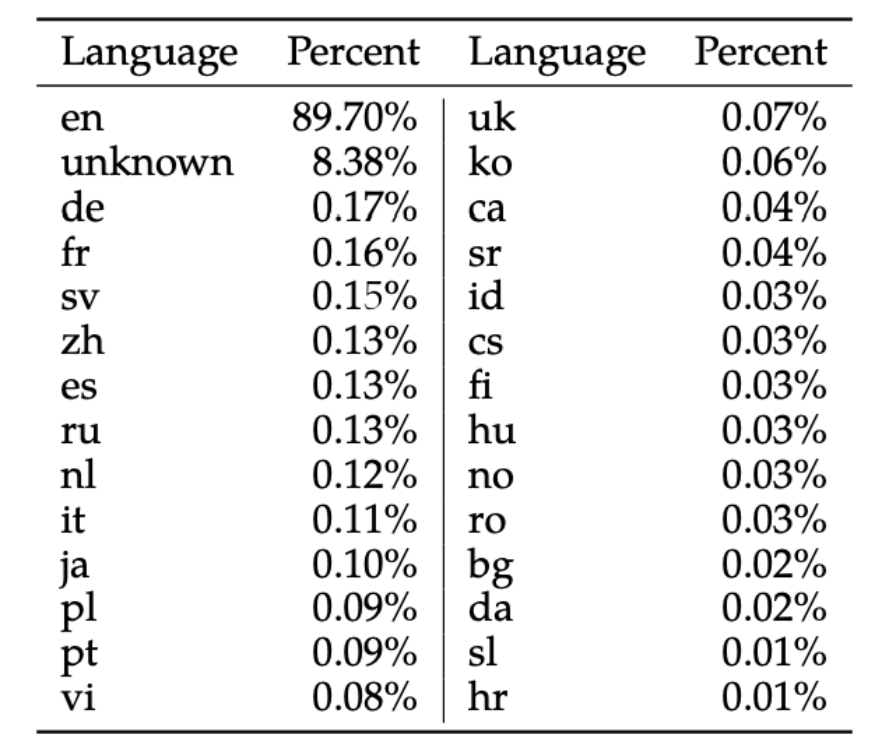 Language Percent Language Percent
en 89.70% uk 0.07%
unknown 8.38% ko 0.06%
de 0.17% ca 0.04%
fr 0.16% sr 0.04%
sv 0.15% id 0.03%
zh 0.13% cs 0.03%
es 0.13% fi 0.03%
ru 0.13% hu 0.03%
nl 0.12% no 0.03%
it 0.11% ro 0.03%
ja 0.10% bg 0.02%
pl 0.09% da 0.02%
pt 0.09% sl 0.01%
vi 0.08% hr 0.01%